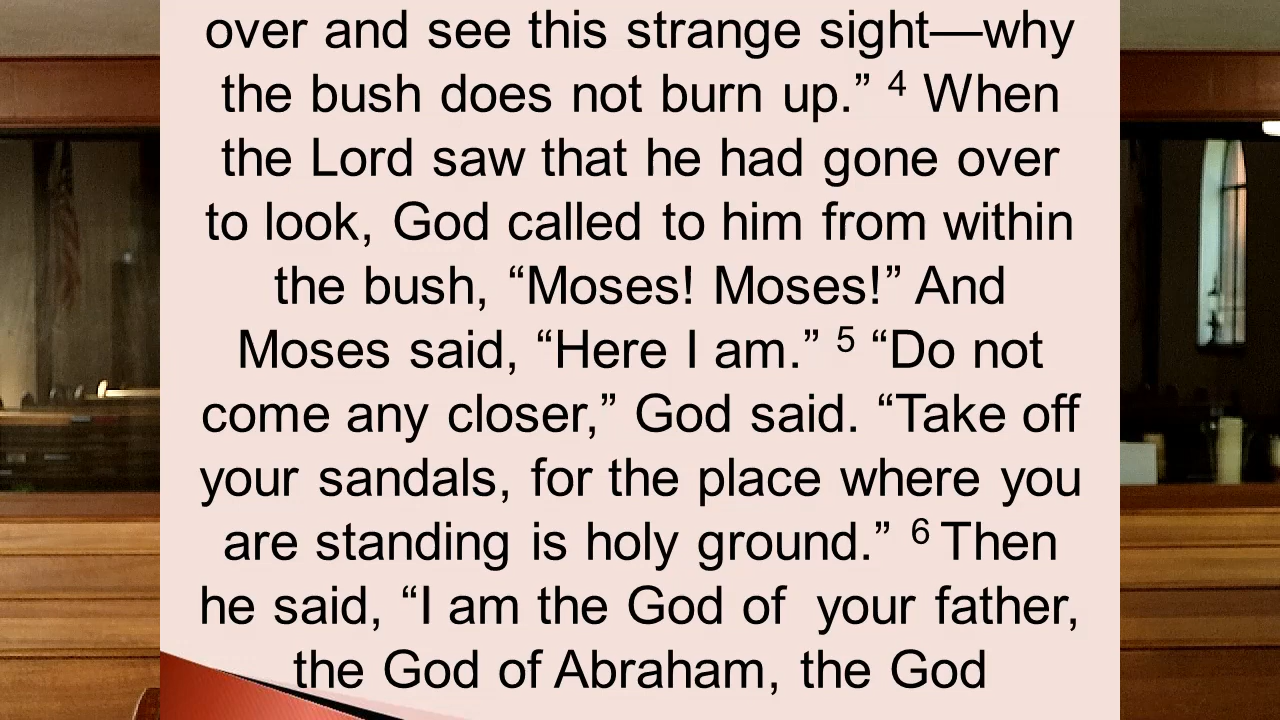 over and see this strange sight—why
the bush does not burn up.” 4 When
the Lord saw that he had gone over
to look, God called to him from within
the bush, “Moses! Moses!” And
Moses said, “Here I am.” 5 “Do not
come any closer,” God said. “Take off
your sandals, for the place where you
are standing is holy ground.” 6 Then
he said, “I am the God of  your father,
the God of Abraham, the God